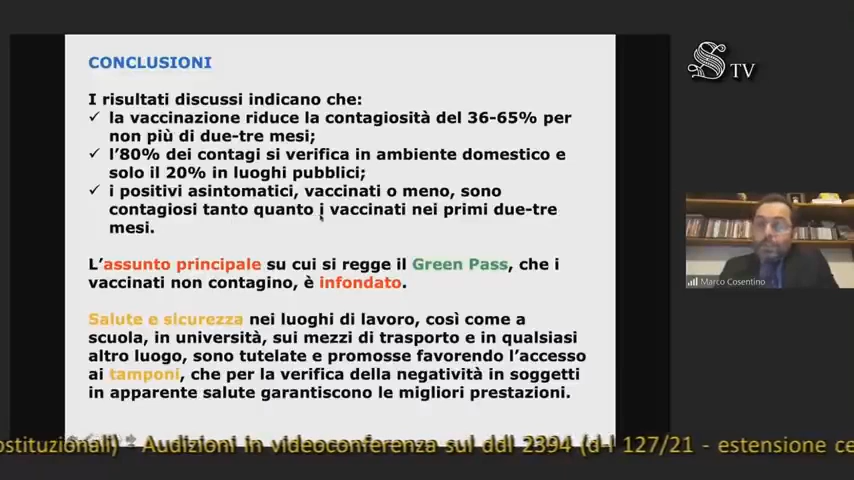 CONCLUSIONI
I risultati discussi indicano che:
✓ la vaccinazione riduce la contagiosità del 36-65% per
non più di due-tre mesi;
✓ l'80% dei contagi si verifica in ambiente domestico e
solo il 20% in luoghi pubblici;
✓ i positivi asintomatici, vaccinati o meno, sono
contagiosi tanto quanto i vaccinati nei primi due-tre
mesi.
L'assunto principale su cui si regge il Green Pass, che i
vaccinati non contagino, è infondato.
Salute e sicurezza nei luoghi di lavoro, così come a
scuola, in università, sui mezzi di trasporto e in qualsiasi
altro luogo, sono tutelate e promosse favorendo l'accesso
ai tamponi, che per la verifica della negatività in soggetti
in apparente salute garantiscono le migliori prestazioni.
S TV
Marco Cosentino
ostituzionali) - Audizioni in videoconferenza sul ddl 2394 (d-l 127/21 - estensione ce